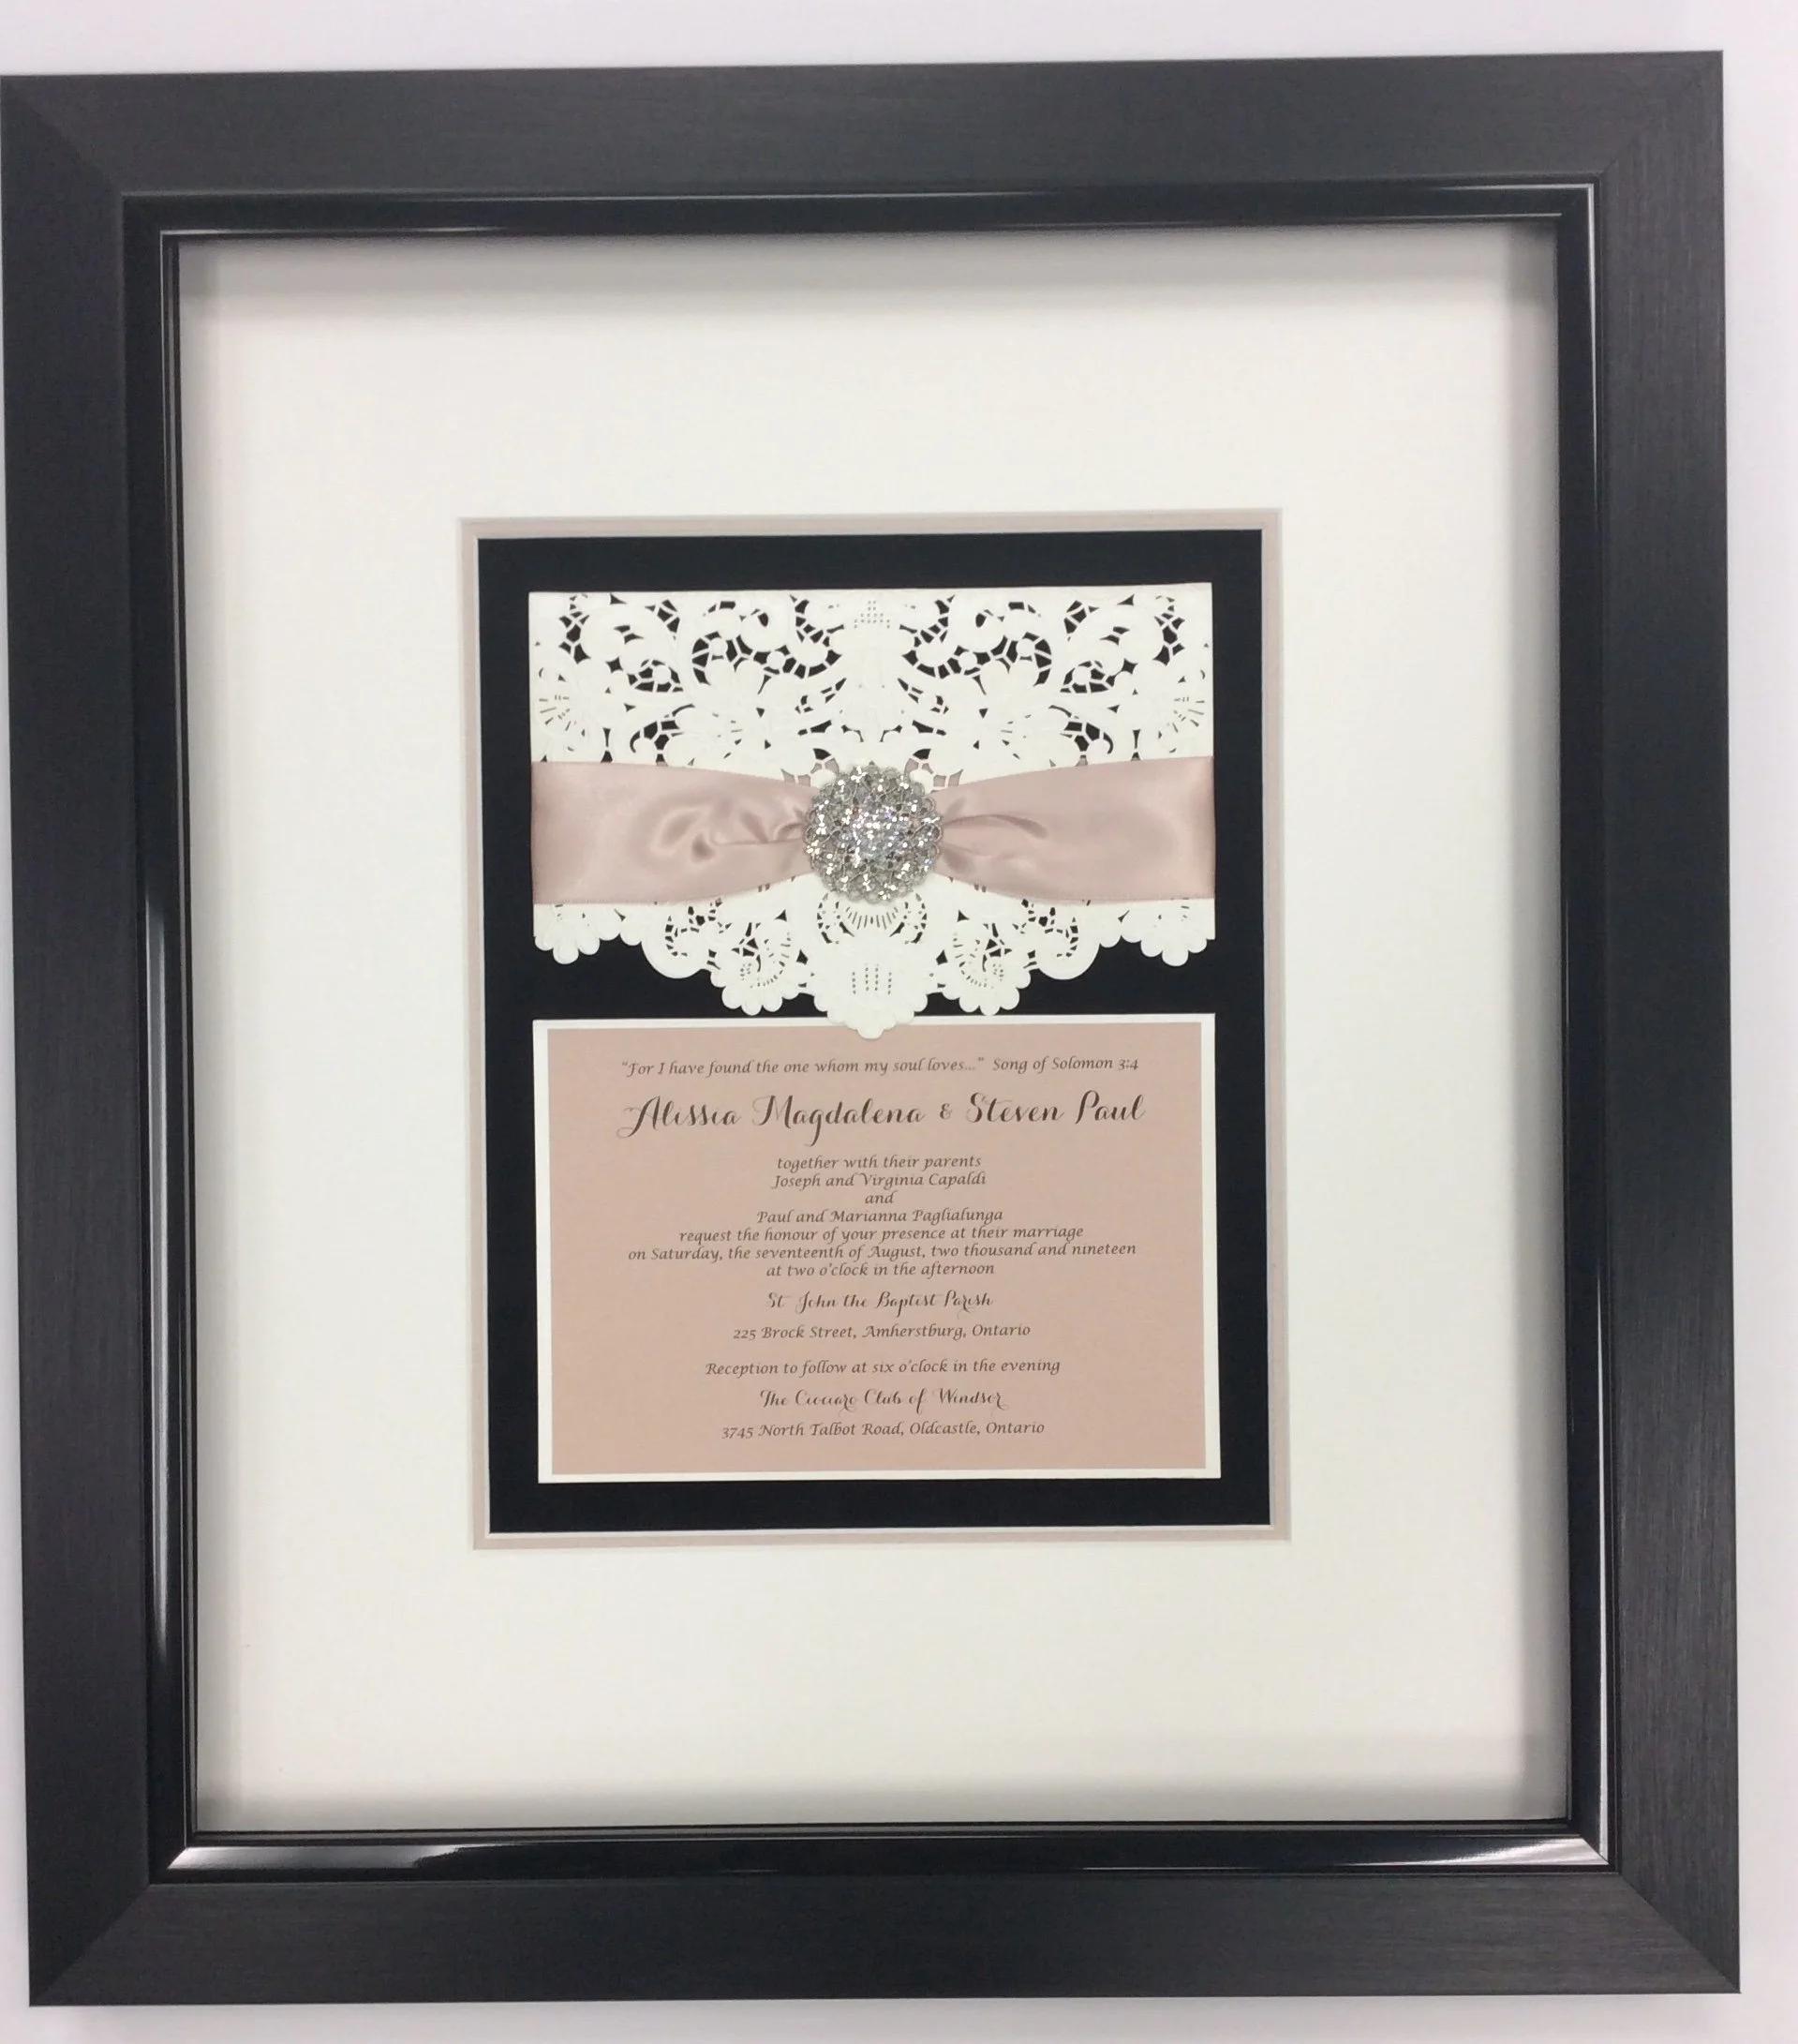 "For I have found the one whom my soul loves..." Song of Solomon 3:4
Alissia Magdalena & Steven Paul
together with their parents
Joseph and Virginia Capaldi
and
Paul and Marianna Paglialunga
request the honour of your presence at their marriage
on Saturday, the seventeenth of August, two thousand and nineteen
at two o'clock in the afternoon
St John the Baptist Parish
225 Brock Street, Amherstburg, Ontario
Reception to follow at six o'clock in the evening
The Ciociaro Club of Windsor
3745 North Talbot Road, Oldcastle, Ontario